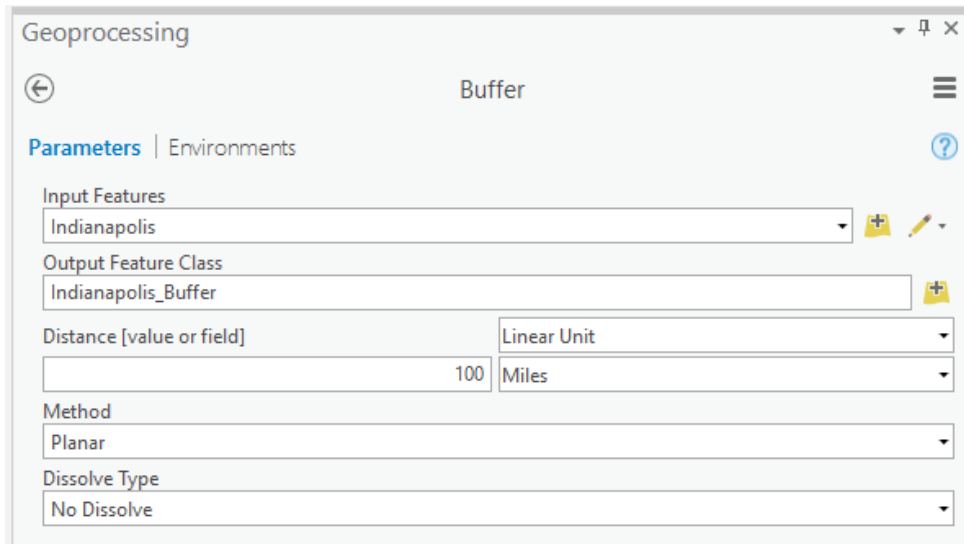 Geoprocessing
Buffer
Parameters | Environments
Input Features
Indianapolis
Output Feature Class
Indianapolis_Buffer
Distance [value or field] Linear Unit
100 Miles
Method
Planar
Dissolve Type
No Dissolve